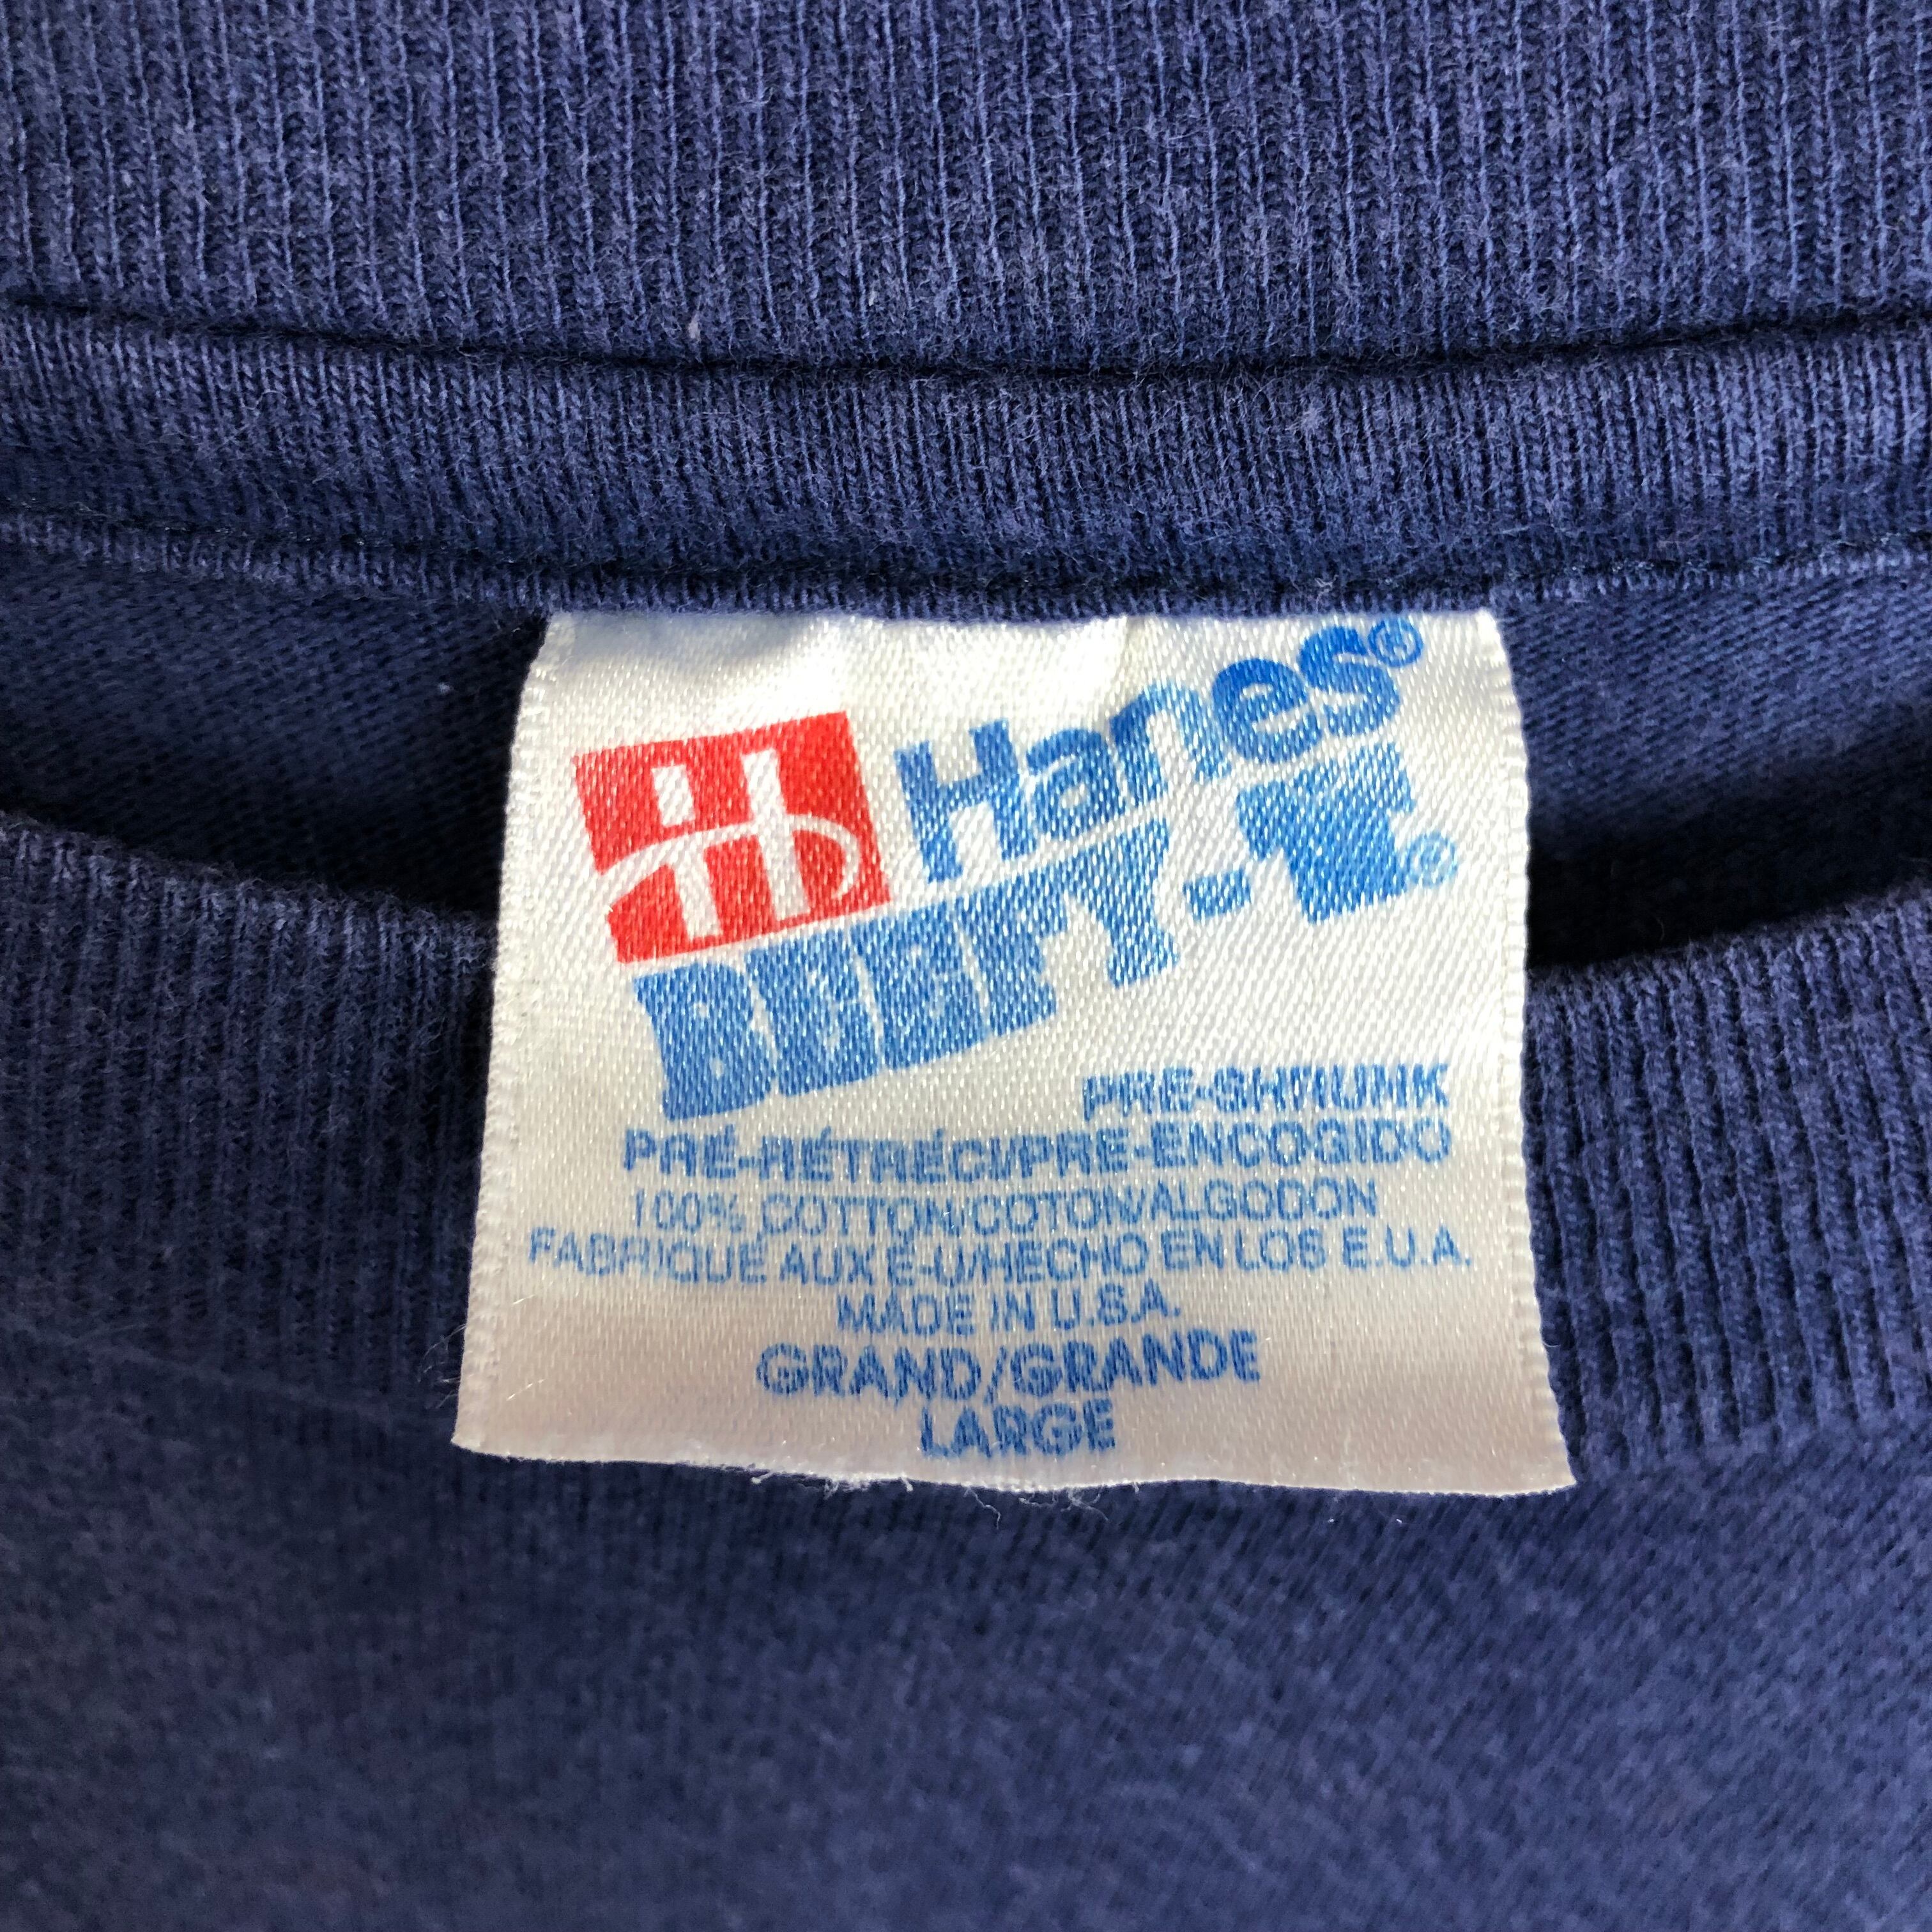 H Hanes®
BEEFY-T®
PRE-SHRUNK
PRÉ-RÉTRÉCI/PRE-ENCOGIDO
100% COTTON/COTON/ALGODON
FABRIQUÉ AUX É-U/HECHO EN LOS E.U.A.
MADE IN U.S.A.
GRAND/GRANDE
LARGE